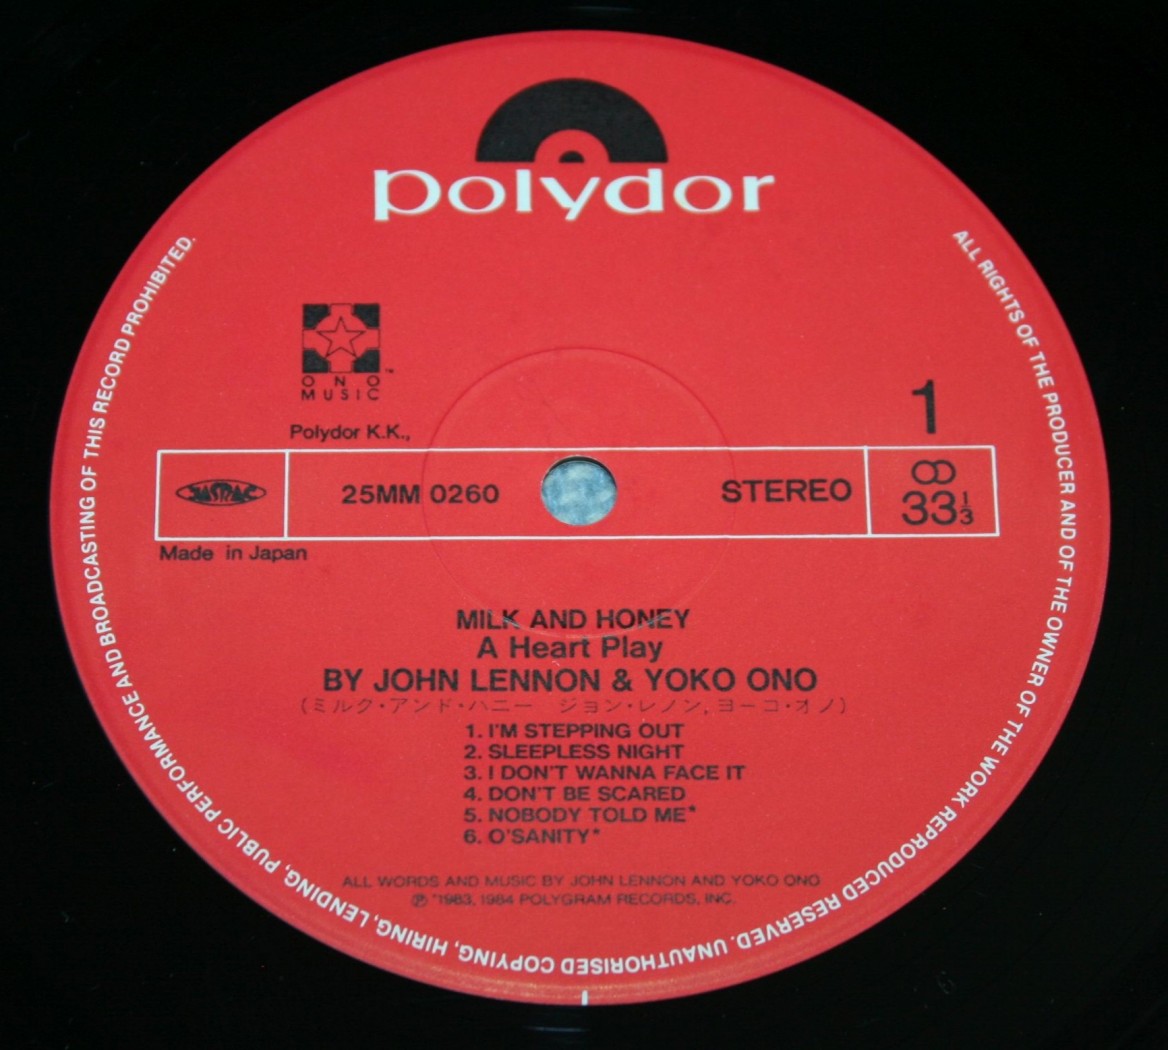 polydor
ONO
MUSIC
™
Polydor K.K.,
1
JASRAC
25MM 0260
STEREO
33 1/3
Made in Japan
MILK AND HONEY
A Heart Play
BY JOHN LENNON & YOKO ONO
(ミルク・アンド・ハニー ジョン・レノン, ヨーコ・オノ)
1. I'M STEPPING OUT
2. SLEEPLESS NIGHT
3. I DON'T WANNA FACE IT
4. DON'T BE SCARED
5. NOBODY TOLD ME*
6. O'SANITY*
ALL WORDS AND MUSIC BY JOHN LENNON AND YOKO ONO
℗ *1983, 1984 POLYGRAM RECORDS, INC.
ALL RIGHTS OF THE PRODUCER AND OF THE OWNER OF THE WORK REPRODUCED RESERVED. UNAUTHORISED COPYING, HIRING, LENDING, PUBLIC PERFORMANCE AND BROADCASTING OF THIS RECORD PROHIBITED.